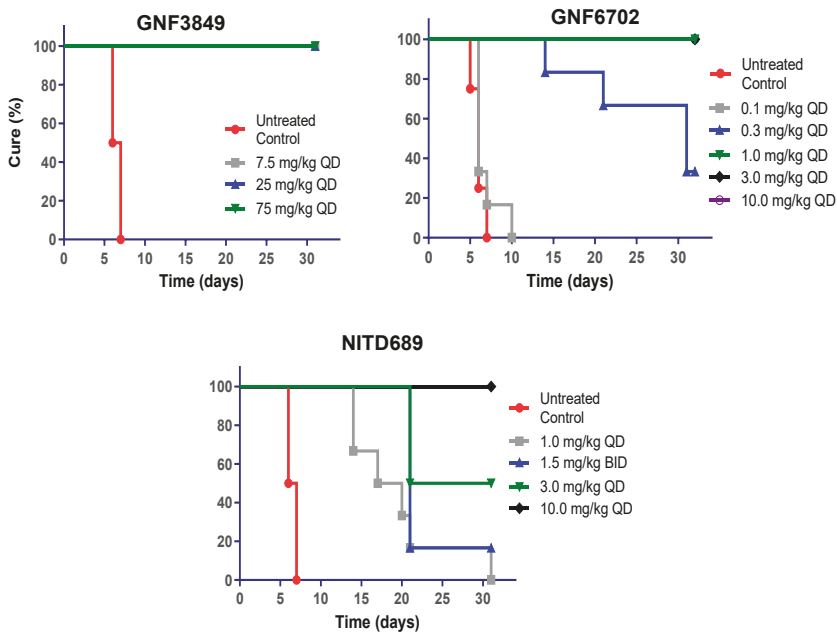 GNF3849
100
80
60
40
20
0
Cure (%)
0 5 10 15 20 25 30
Time (days)
Untreated
Control
7.5 mg/kg QD
25 mg/kg QD
75 mg/kg QD
GNF6702
100
80
60
40
20
0
0 5 10 15 20 25 30
Time (days)
Untreated
Control
0.1 mg/kg QD
0.3 mg/kg QD
1.0 mg/kg QD
3.0 mg/kg QD
10.0 mg/kg QD
NITD689
100
80
60
40
20
0
0 5 10 15 20 25 30
Time (days)
Untreated
Control
1.0 mg/kg QD
1.5 mg/kg BID
3.0 mg/kg QD
10.0 mg/kg QD